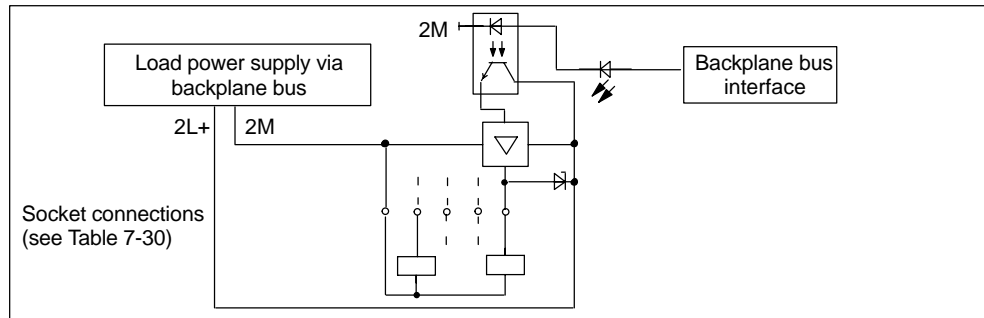 2M
Load power supply via
backplane bus
Backplane bus
interface
2L+
2M
Socket connections
(see Table 7-30)